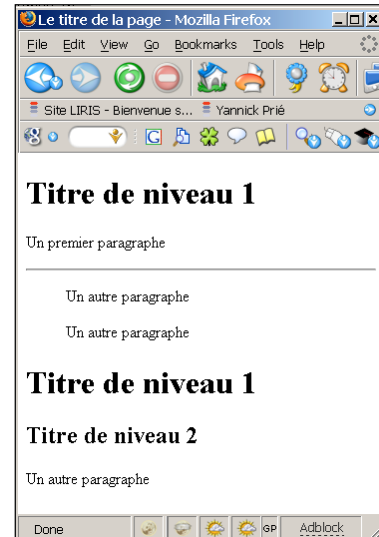 Le titre de la page - Mozilla Firefox
File Edit View Go Bookmarks Tools Help
Site LIRIS - Bienvenue s... Yannick Prié
G
Titre de niveau 1
Un premier paragraphe
Un autre paragraphe
Un autre paragraphe
Titre de niveau 1
Titre de niveau 2
Un autre paragraphe
Done GP Adblock